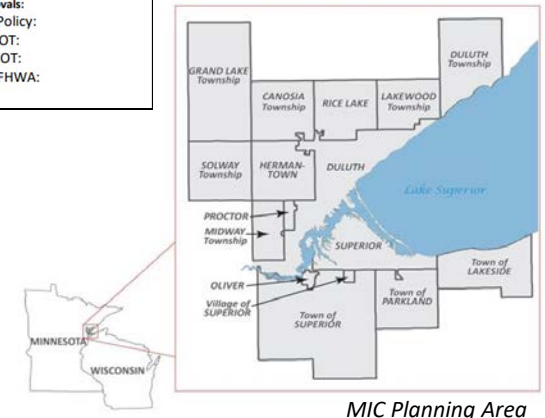 Policy:
OT:
OT:
FHWA:
DULUTH
Township
GRAND LAKE
Township
CANOSIA
Township
RICE LAKE
LAKEWOOD
Township
SOLWAY
Township
HERMAN-
TOWN
DULUTH
Lake Superior
PROCTOR
MIDWAY
Township
SUPERIOR
OLIVER
Village of
SUPERIOR
Town of
SUPERIOR
Town of
PARKLAND
Town of
LAKESIDE
MINNESOTA
WISCONSIN
MIC Planning Area